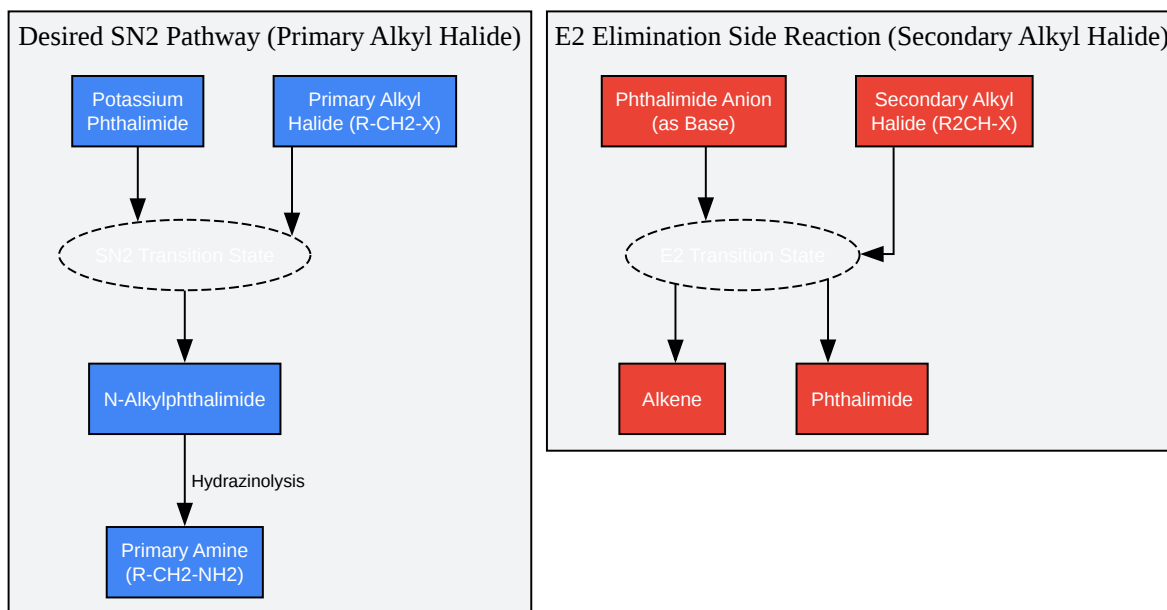 Desired SN2 Pathway (Primary Alkyl Halide)
Potassium
Phthalimide
Primary Alkyl
Halide (R-CH2-X)
SN2 Transition State
N-Alkylphthalimide
Hydrazinolysis
Primary Amine
(R-CH2-NH2)
E2 Elimination Side Reaction (Secondary Alkyl Halide)
Phthalimide Anion
(as Base)
Secondary Alkyl
Halide (R2CH-X)
E2 Transition State
Alkene
Phthalimide